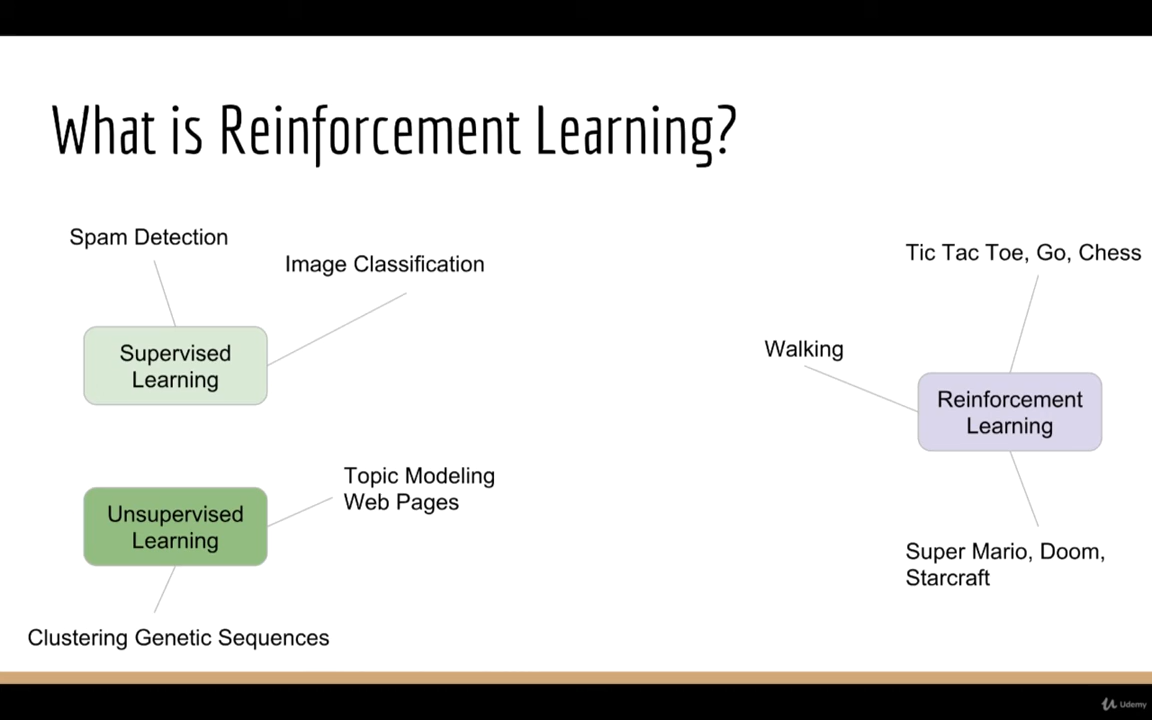 What is Reinforcement Learning?
Spam Detection
Image Classification
Supervised
Learning
Unsupervised
Learning
Topic Modeling
Web Pages
Clustering Genetic Sequences
Tic Tac Toe, Go, Chess
Walking
Reinforcement
Learning
Super Mario, Doom,
Starcraft
Udemy